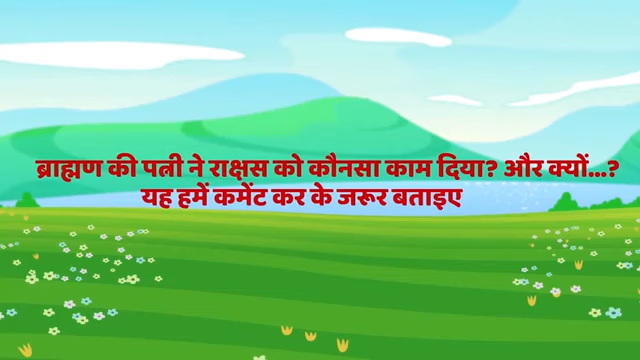 ब्राह्मण की पत्नी ने राक्षस को कौनसा काम दिया? और क्यों...?
यह हमें कमेंट कर के जरूर बताइए